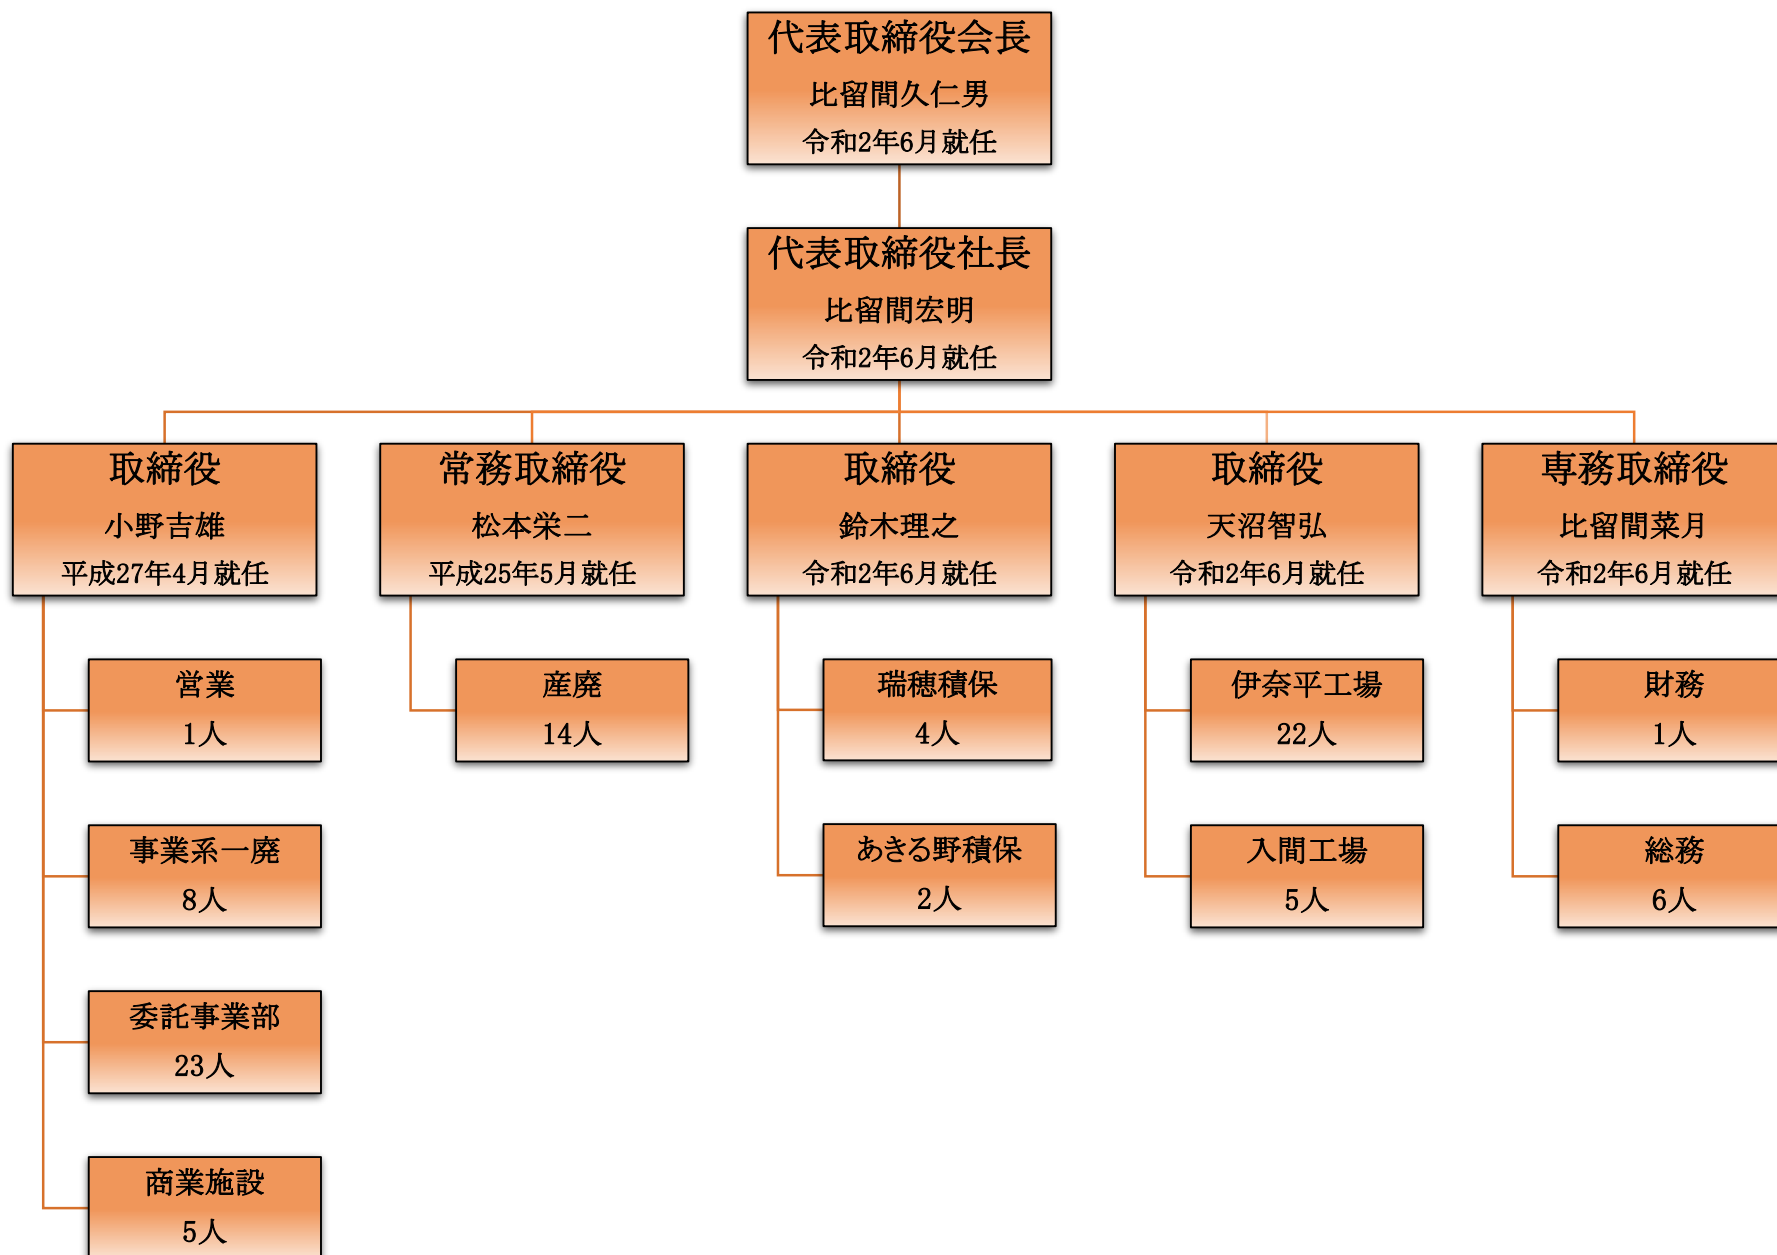 代表取締役会長
比留間久仁男
令和2年6月就任
代表取締役社長
比留間宏明
令和2年6月就任
取締役
小野吉雄
平成27年4月就任
常務取締役
松本栄二
平成25年5月就任
取締役
鈴木理之
令和2年6月就任
取締役
天沼智弘
令和2年6月就任
専務取締役
比留間菜月
令和2年6月就任
営業
1人
事業系一廃
8人
委託事業部
23人
商業施設
5人
産廃
14人
瑞穂積保
4人
あきる野積保
2人
伊奈平工場
22人
入間工場
5人
財務
1人
総務
6人